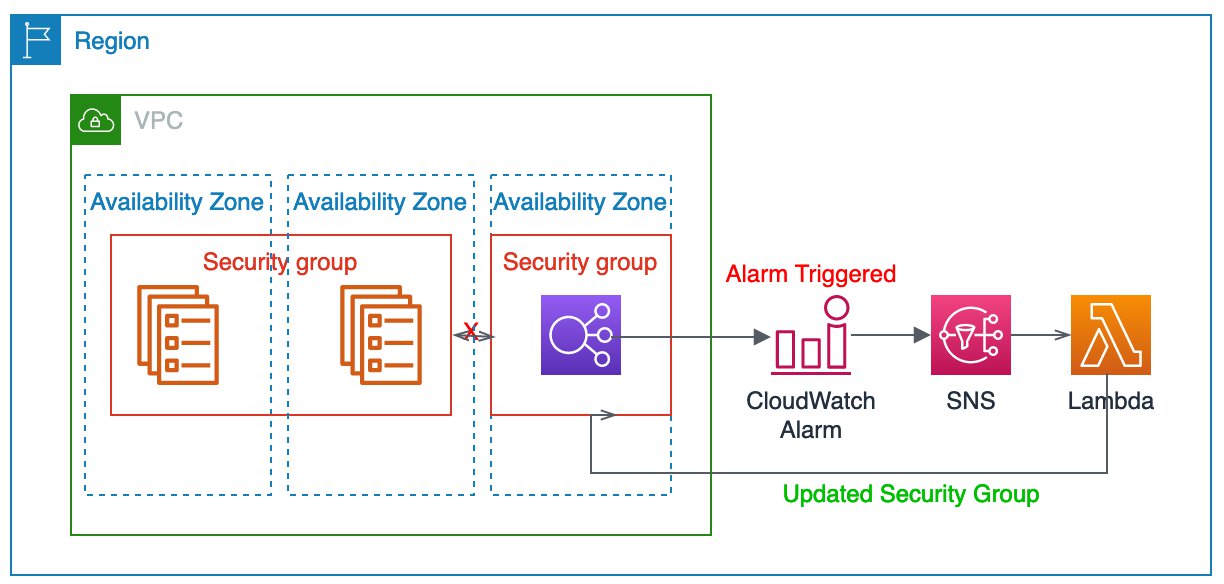 Region
VPC
Availability Zone
Availability Zone
Availability Zone
Security group
Security group
X
Alarm Triggered
CloudWatch
Alarm
SNS
Lambda
Updated Security Group